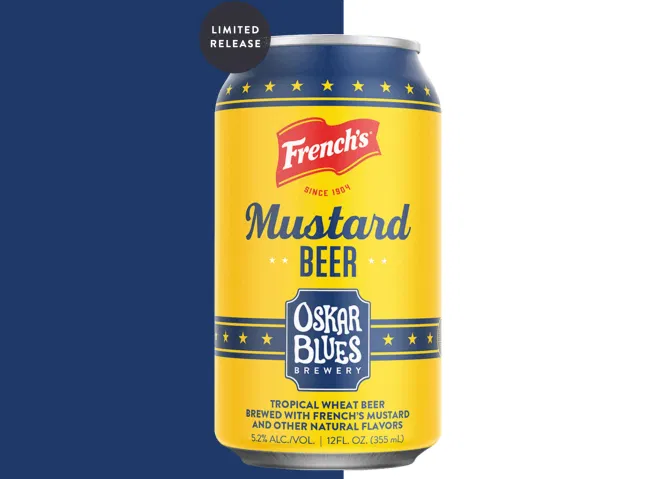 LIMITED
RELEASE
French's
SINCE 1904
Mustard
BEER
OSKAR
BLUES
BREWERY
TROPICAL WHEAT BEER
BREWED WITH FRENCH'S MUSTARD
AND OTHER NATURAL FLAVORS
5.2% ALC./VOL. | 12FL. OZ. (355 mL)